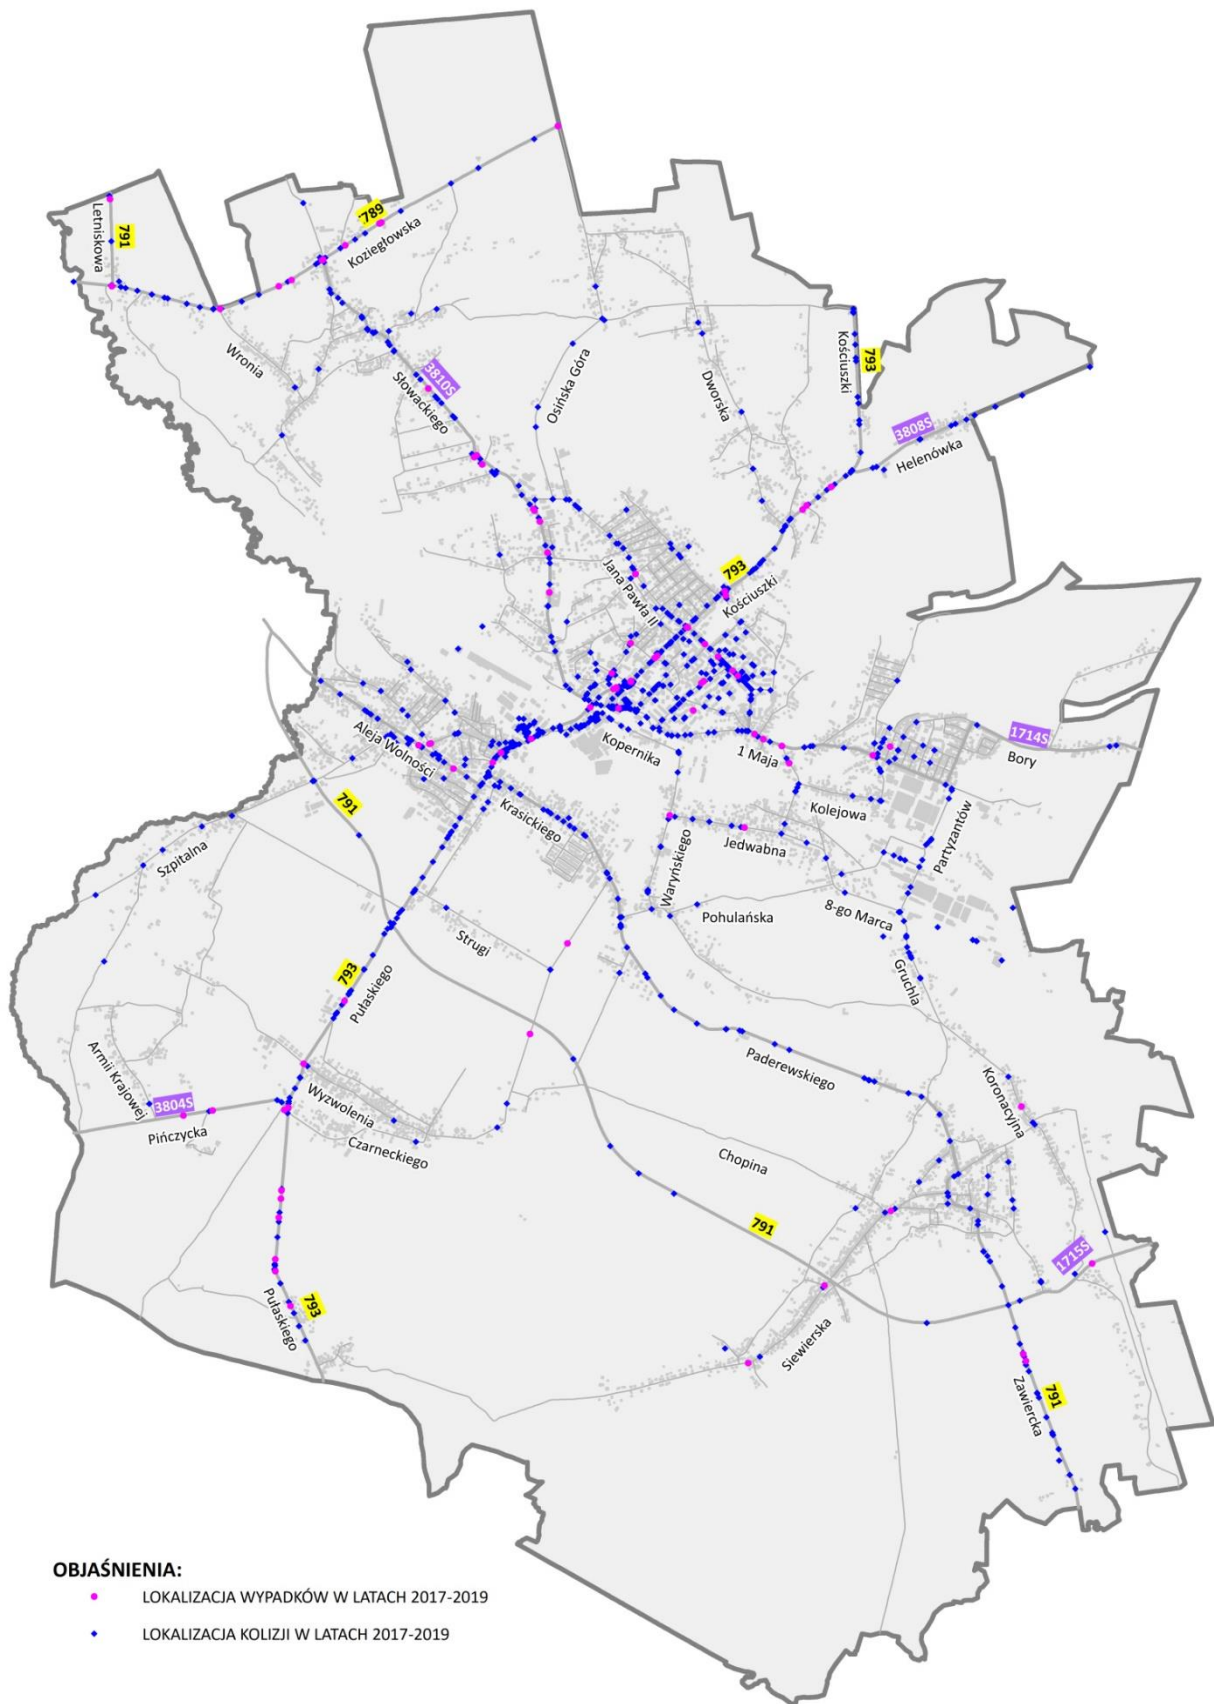 789
Koziegłowska
Letniskowa
791
Wronia
3810S
Słowackiego
Osińska Góra
Dworska
Kościuszki
793
3808S
Helenówka
Jana Pawła II
793
Kościuszki
Aleja Wolności
Kopernika
1 Maja
1714S
Bory
791
Krasickiego
Kolejowa
Szpitalna
Jedwabna
Partyzantów
Waryńskiego
Pohulańska
8-go Marca
Strugi
793
Pułaskiego
Gruchla
Armii Krajowej
3804S
Pińczycka
Wyzwolenia
Czarneckiego
Paderewskiego
Koronacyjna
Chopina
791
1715S
Pułaskiego
793
Siewierska
Zawiercka
791
OBJAŚNIENIA:
LOKALIZACJA WYPADKÓW W LATACH 2017-2019
LOKALIZACJA KOLIZJI W LATACH 2017-2019